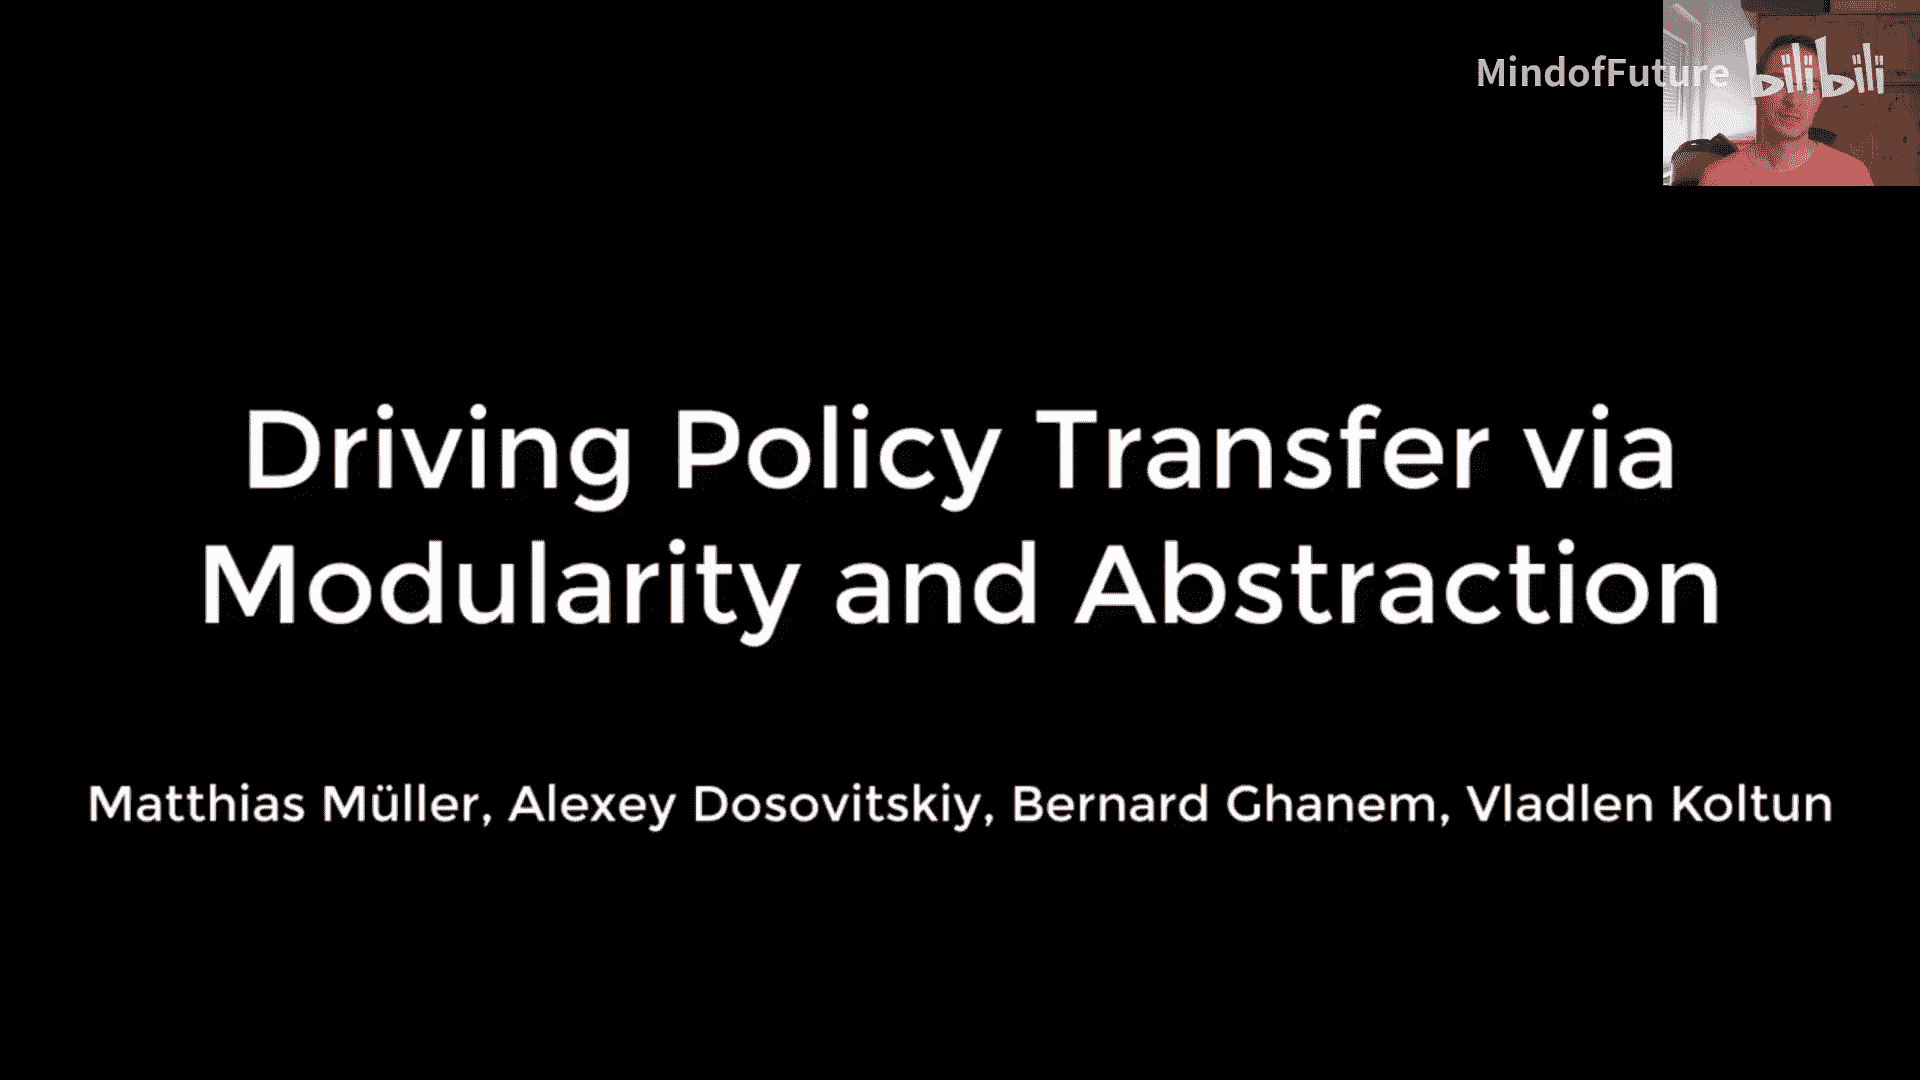 MindofFuture bilibili
Driving Policy Transfer via
Modularity and Abstraction
Matthias Müller, Alexey Dosovitskiy, Bernard Ghanem, Vladlen Koltun